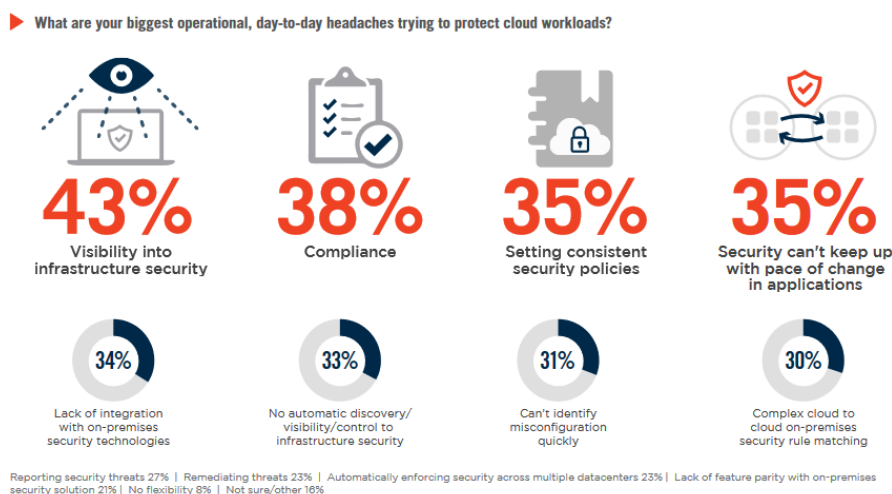 What are your biggest operational, day-to-day headaches trying to protect cloud workloads?
43%
Visibility into
infrastructure security
38%
Compliance
35%
Setting consistent
security policies
35%
Security can't keep up
with pace of change
in applications
34%
Lack of integration
with on-premises
security technologies
33%
No automatic discovery/
visibility/control to
infrastructure security
31%
Can't identify
misconfiguration
quickly
30%
Complex cloud to
cloud on-premises
security rule matching
Reporting security threats 27% | Remediating threats 23% | Automatically enforcing security across multiple datacenters 23% | Lack of feature parity with on-premises
security solution 21% | No flexibility 8% | Not sure/other 16%